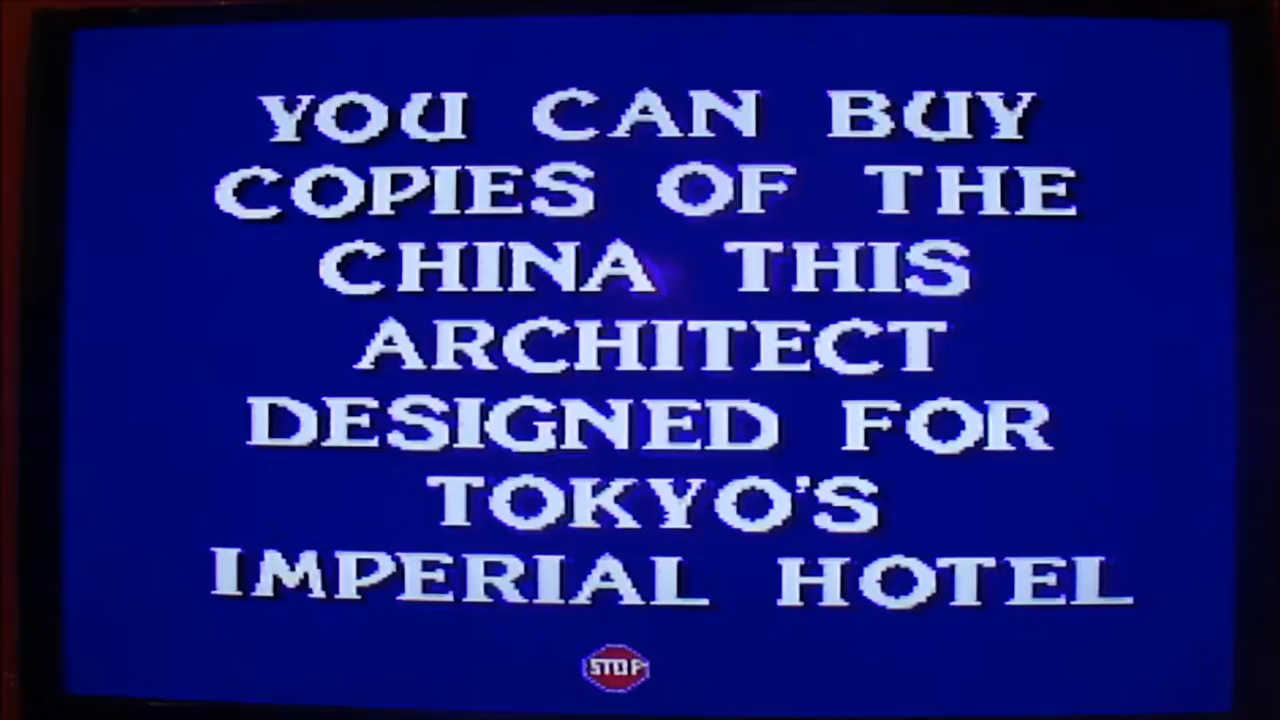 YOU CAN BUY
COPIES OF THE
CHINA THIS
ARCHITECT
DESIGNED FOR
TOKYO'S
IMPERIAL HOTEL
STOP